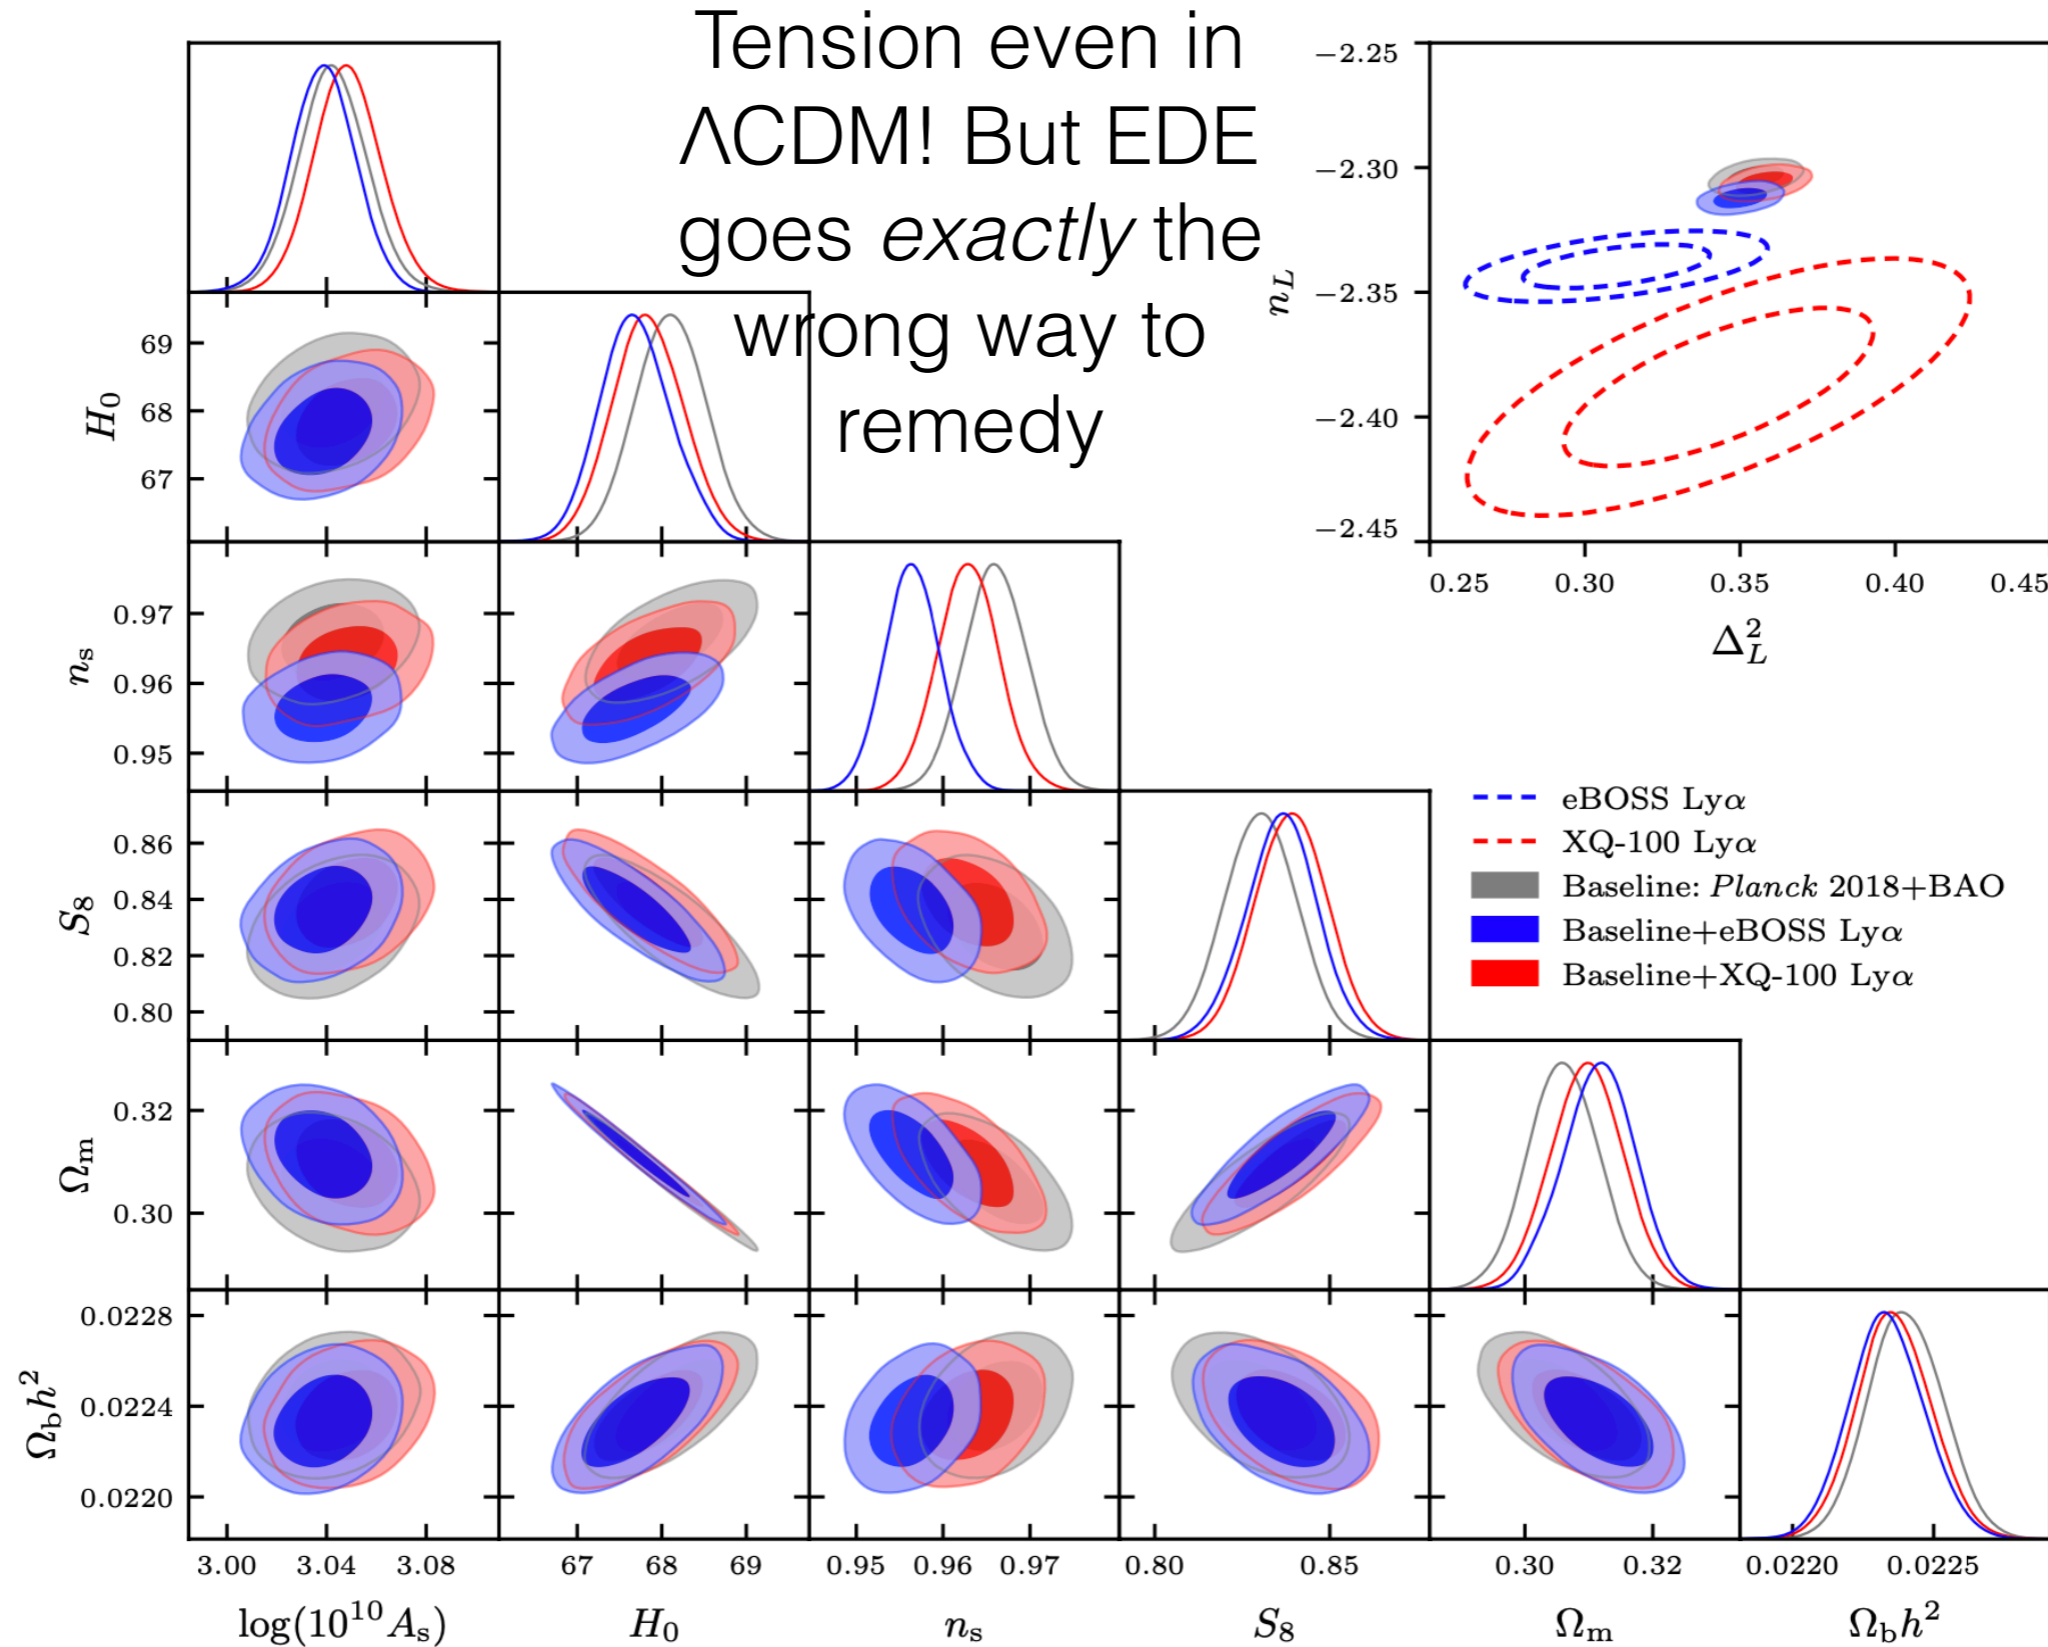 Tension even in
ΛCDM! But EDE
goes exactly the
wrong way to
remedy
−2.25
−2.30
−2.35
−2.40
−2.45
n_L
0.25 0.30 0.35 0.40 0.45
Δ²_L
69
68
67
H₀
0.97
0.96
0.95
nₛ
0.86
0.84
0.82
0.80
S₈
0.32
0.30
Ωₘ
0.0228
0.0224
0.0220
Ω_b h²
eBOSS Lyα
XQ-100 Lyα
Baseline: Planck 2018+BAO
Baseline+eBOSS Lyα
Baseline+XQ-100 Lyα
3.00 3.04 3.08 67 68 69 0.95 0.96 0.97 0.80 0.85 0.30 0.32 0.0220 0.0225
log(10¹⁰Aₛ) H₀ nₛ S₈ Ωₘ Ω_b h²